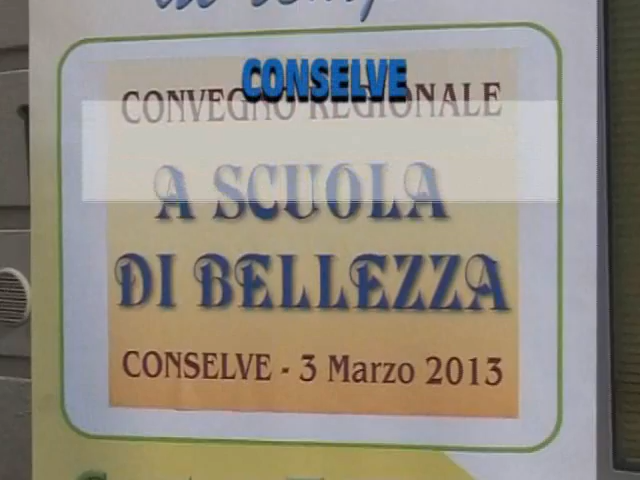 CONSELVE
CONVEGNO REGIONALE
A SCUOLA
DI BELLEZZA
CONSELVE - 3 Marzo 2013